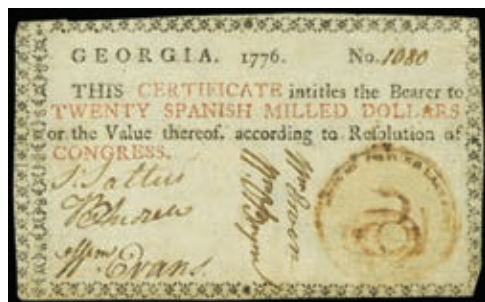 GEORGIA. 1776. No. 1080
THIS CERTIFICATE intitles the Bearer to
TWENTY SPANISH MILLED DOLLARS
or the Value thereof, according to Resolution of
CONGRESS.
Wm Evans